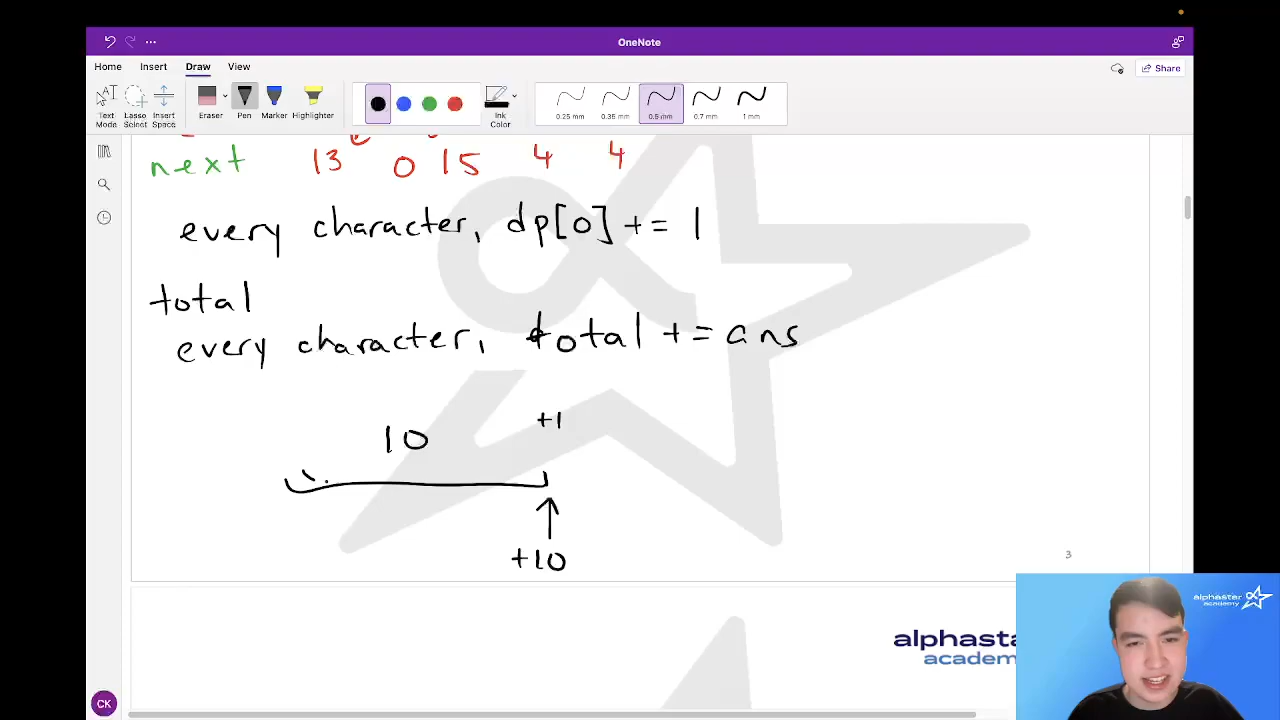 OneNote
Home Insert Draw View
Share
Text Mode
Lasso Select
Insert Space
Eraser
Pen
Marker
Highlighter
Ink Color
0.25 mm
0.35 mm
0.5 mm
0.7 mm
1 mm
next 13 0 15 4 4
every character, dp[0] += 1
total
every character, total += ans
10 +1
+10
3
alphastar
academy
alphasta
academ
CK